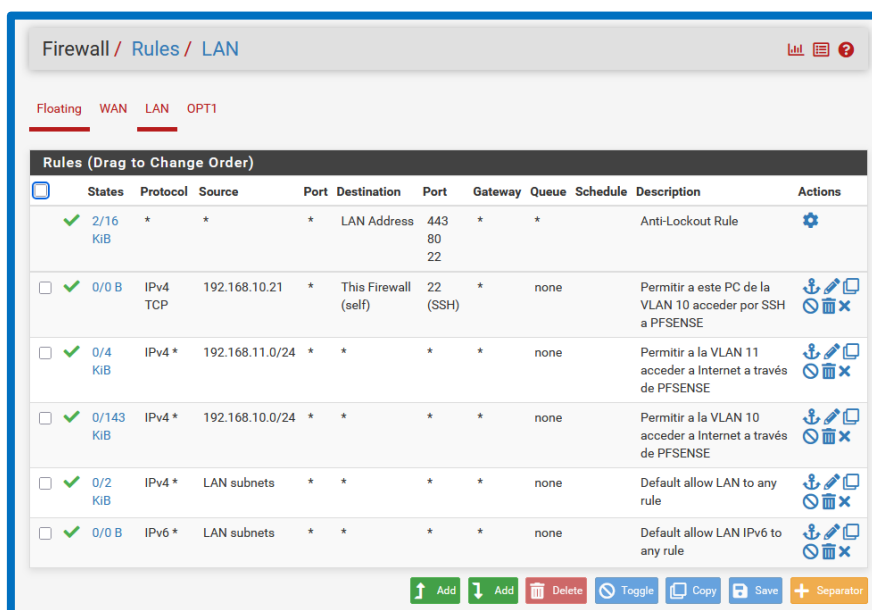 Firewall / Rules / LAN
Floating WAN LAN OPT1
Rules (Drag to Change Order)
States Protocol Source Port Destination Port Gateway Queue Schedule Description Actions
2/16 * * * LAN Address 443 * * Anti-Lockout Rule
KiB 80
22
0/0 B IPv4 192.168.10.21 * This Firewall 22 * none Permitir a este PC de la
TCP (self) (SSH) VLAN 10 acceder por SSH
a PFSENSE
0/4 IPv4 * 192.168.11.0/24 * * * * none Permitir a la VLAN 11
KiB acceder a Internet a través
de PFSENSE
0/143 IPv4 * 192.168.10.0/24 * * * * none Permitir a la VLAN 10
KiB acceder a Internet a través
de PFSENSE
0/2 IPv4 * LAN subnets * * * * none Default allow LAN to any
KiB rule
0/0 B IPv6 * LAN subnets * * * * none Default allow LAN IPv6 to
any rule
Add Add Delete Toggle Copy Save Separator